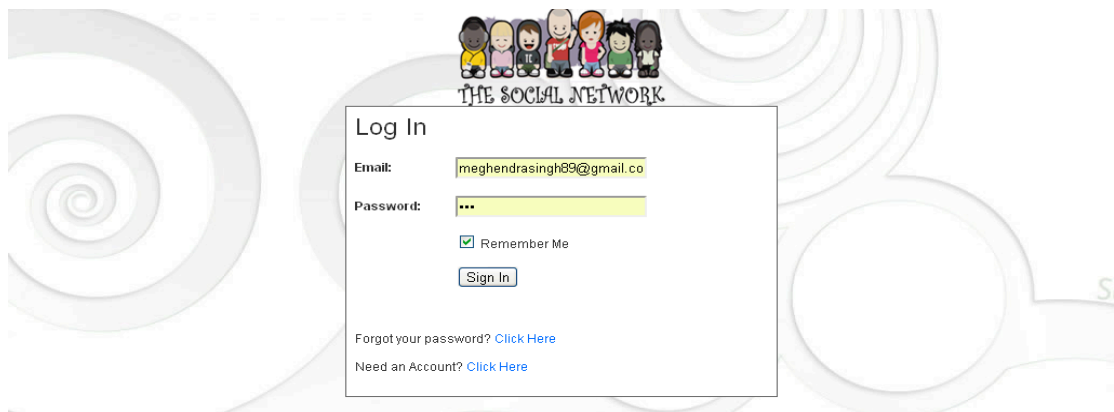 THE SOCIAL NETWORK
Log In
Email: meghendrasingh89@gmail.co
Password: •••
Remember Me
Sign In
Forgot your password? Click Here
Need an Account? Click Here